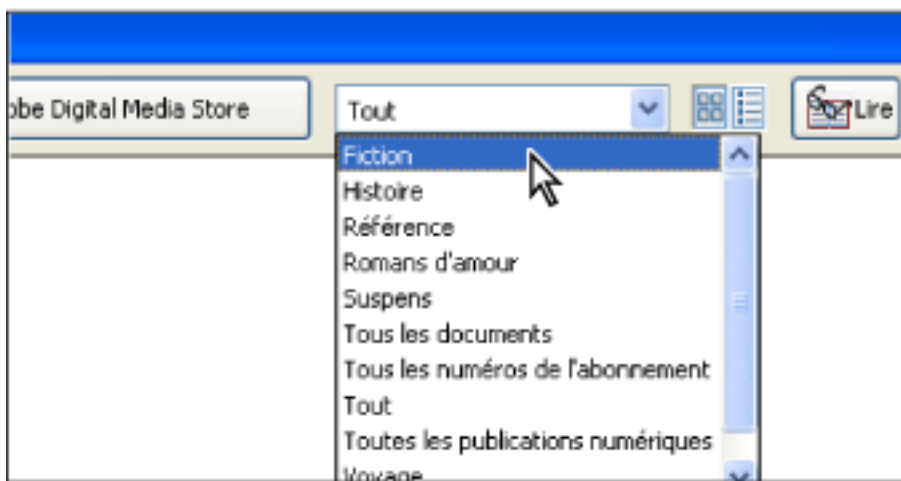 obe Digital Media Store Tout Lire
Fiction
Histoire
Référence
Romans d'amour
Suspens
Tous les documents
Tous les numéros de l'abonnement
Tout
Toutes les publications numériques
Voyage